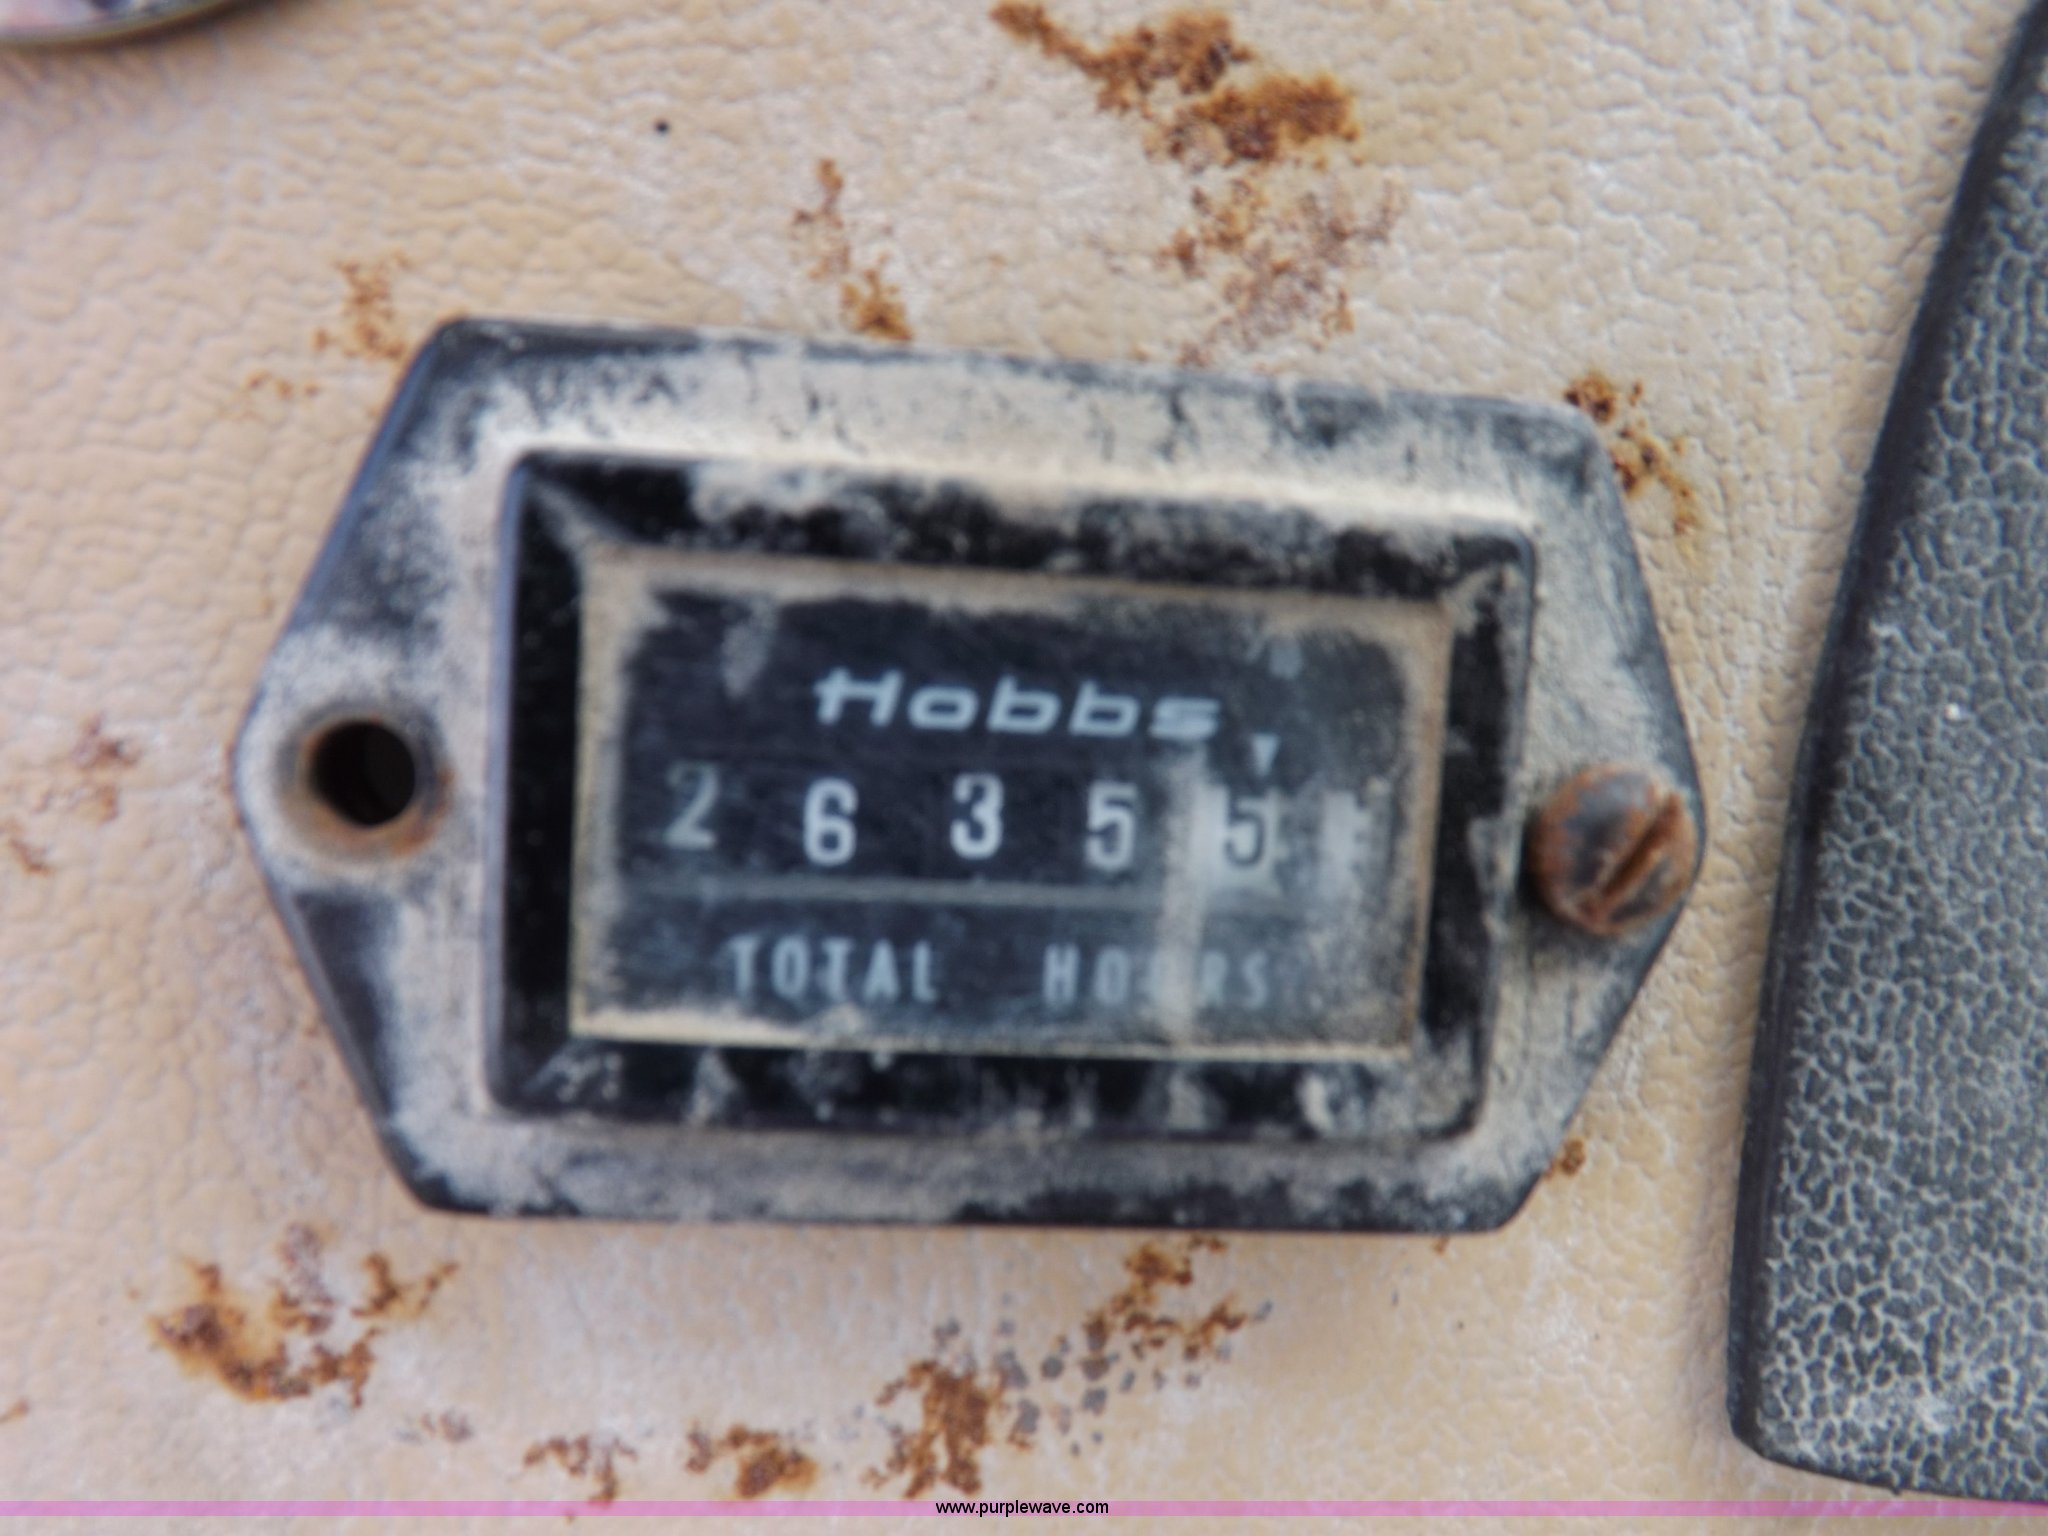 Hobbs
2 6 3 5 5
TOTAL HOURS
www.purplewave.com